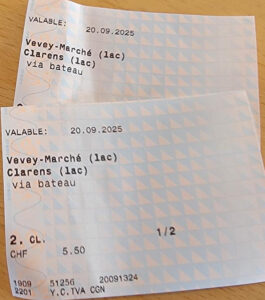 VALABLE: 20.09.2025
Vevey-Marché (lac)
Clarens (lac)
via bateau
VALABLE: 20.09.2025
Vevey-Marché (lac)
Clarens (lac)
via bateau
1/2
2. CL.
CHF 5.50
1909 51256 20091324
2201 Y.C.TVA CGN